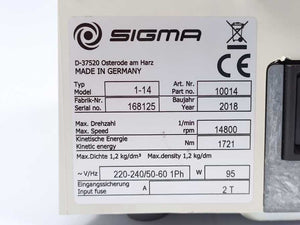 SIGMA
D-37520 Osterode am Harz
MADE IN GERMANY
CE
Typ Model 1-14 Art. Nr. Part no. 10014
Fabrik-Nr. Serial no. 168125 Baujahr Year 2018
Max. Drehzahl Max. Speed 1/min rpm 14800
Kinetische Energie Kinetic energy Nm 1721
Max.Dichte 1,2 kg/dm³ Max.density 1,2 kg/dm³
~ V/Hz 220-240/50-60 1Ph W 95
Eingangssicherung Input fuse A 2 T